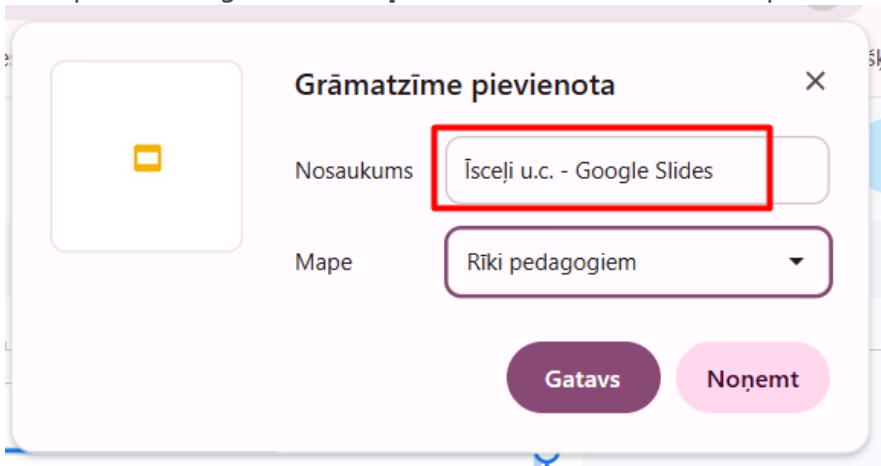 Grāmatzīme pievienota
Nosaukums Īsceļi u.c. - Google Slides
Mape Rīki pedagogiem
Gatavs Noņemt